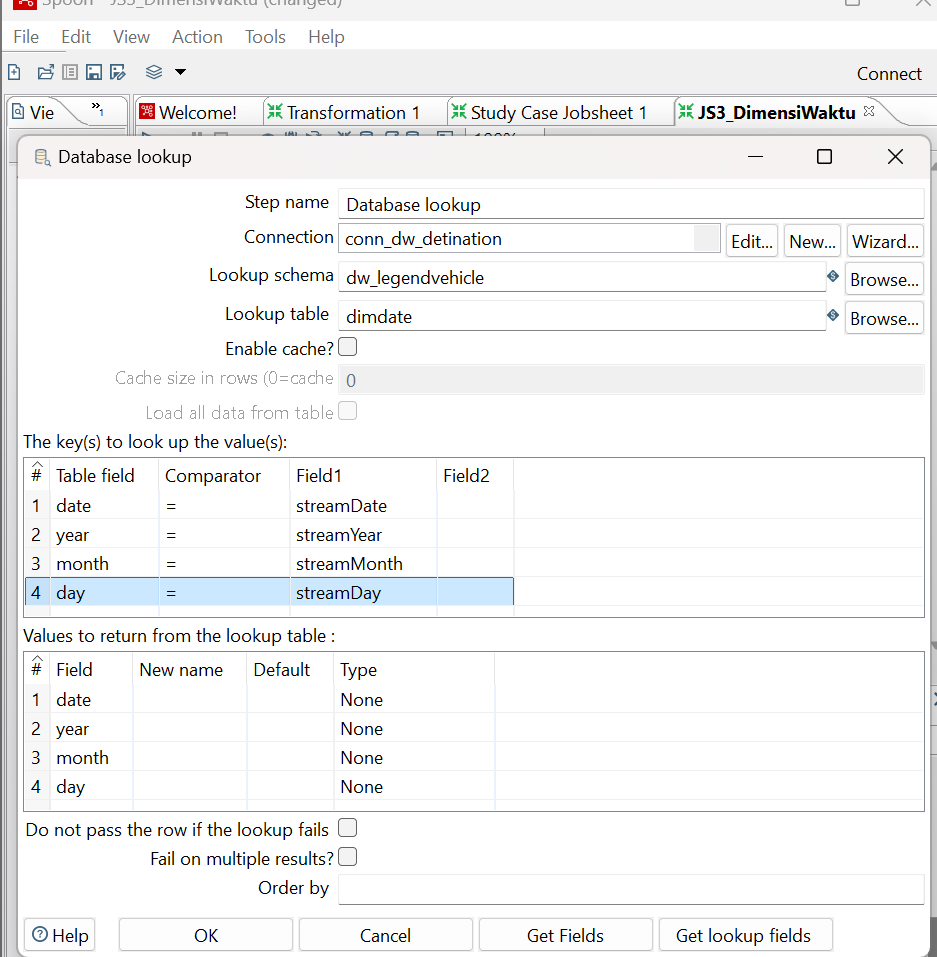 Spoon - JS3_DimensiWaktu (changed)
File Edit View Action Tools Help
Connect
Vie »1 Welcome! Transformation 1 Study Case Jobsheet 1 JS3_DimensiWaktu
100%
Database lookup
Step name Database lookup
Connection conn_dw_detination Edit... New... Wizard...
Lookup schema dw_legendvehicle Browse...
Lookup table dimdate Browse...
Enable cache?
Cache size in rows (0=cache 0
Load all data from table
The key(s) to look up the value(s):
# Table field Comparator Field1 Field2
1 date = streamDate
2 year = streamYear
3 month = streamMonth
4 day = streamDay
Values to return from the lookup table :
# Field New name Default Type
1 date None
2 year None
3 month None
4 day None
Do not pass the row if the lookup fails
Fail on multiple results?
Order by
Help OK Cancel Get Fields Get lookup fields